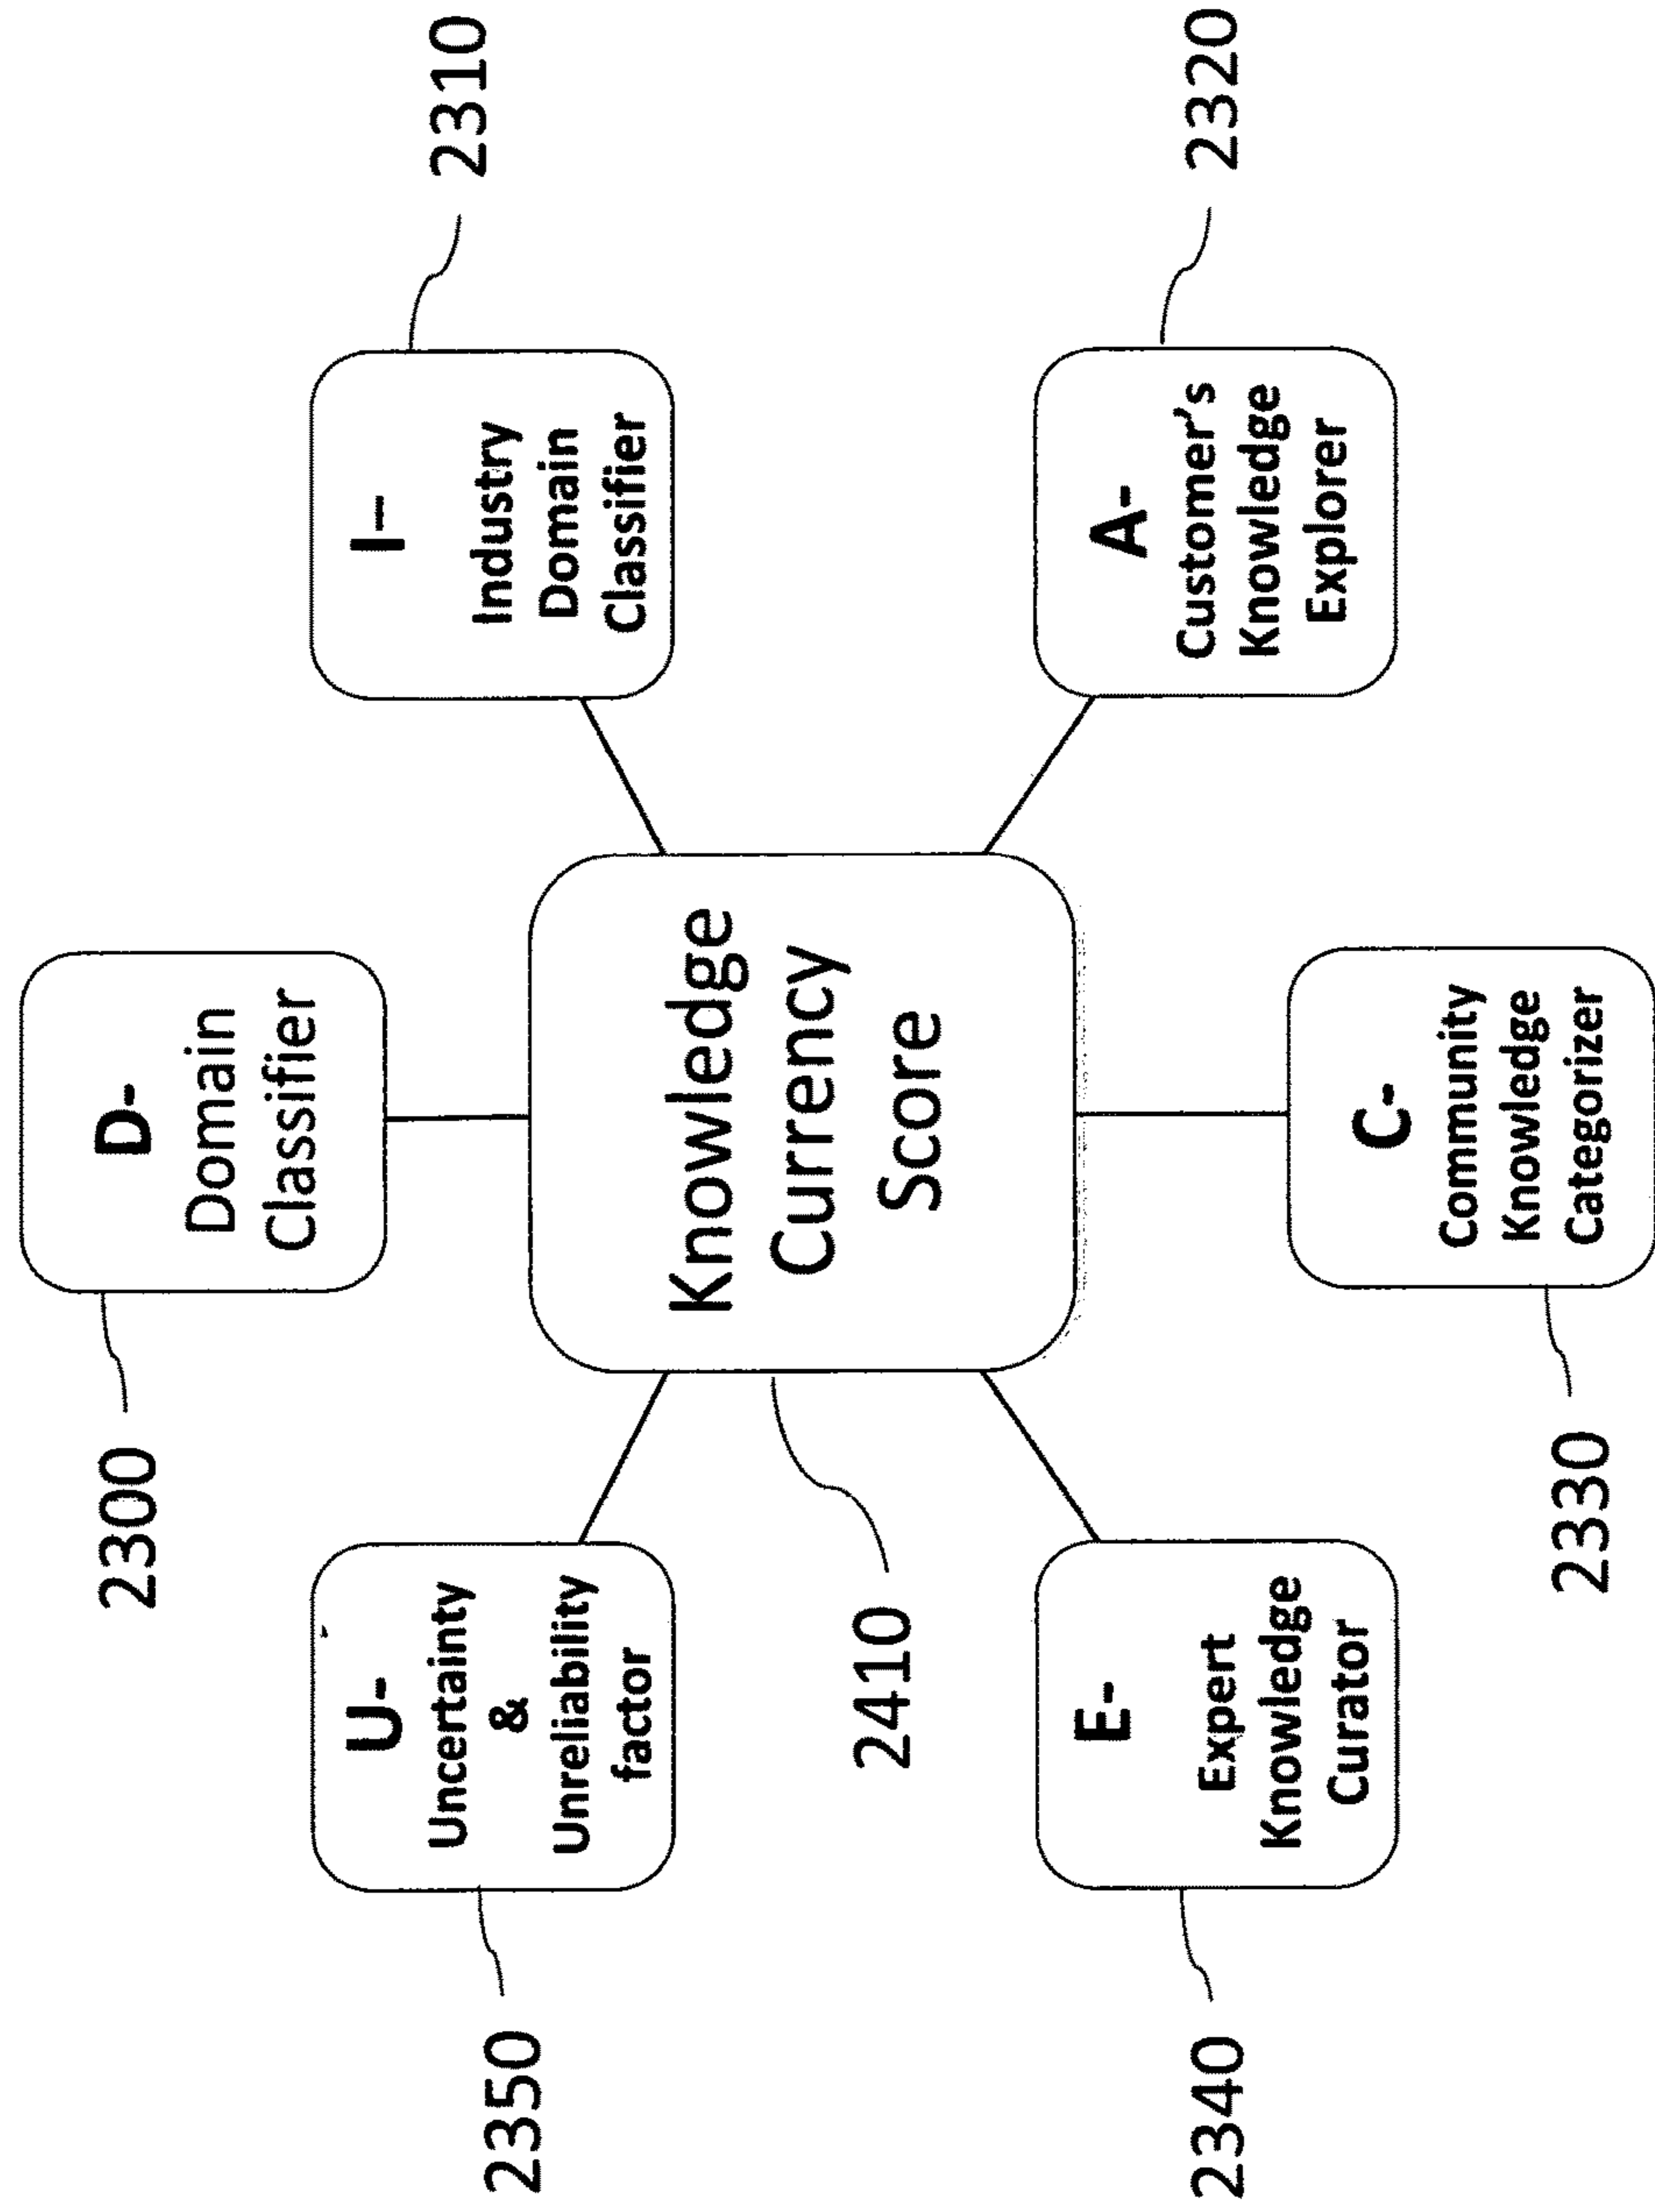 2300
D-
Domain
Classifier
I–
Industry
Domain
Classifier
2310
A-
Customer’s
Knowledge
Explorer
2320
C-
Community
Knowledge
Categorizer
2330
E-
Expert
Knowledge
Curator
2340
U-
Uncertainty
&
Unreliability
factor
2350
Knowledge
Currency
Score
2410